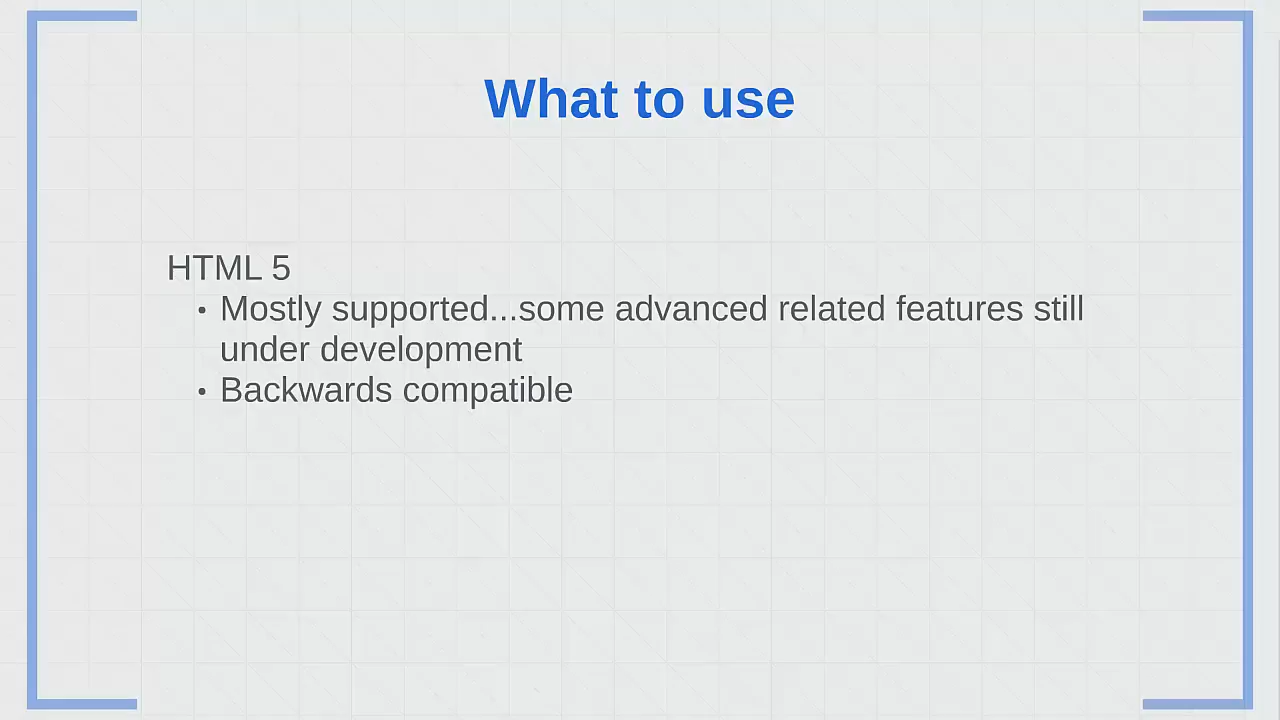 What to use
HTML 5
• Mostly supported...some advanced related features still
under development
• Backwards compatible